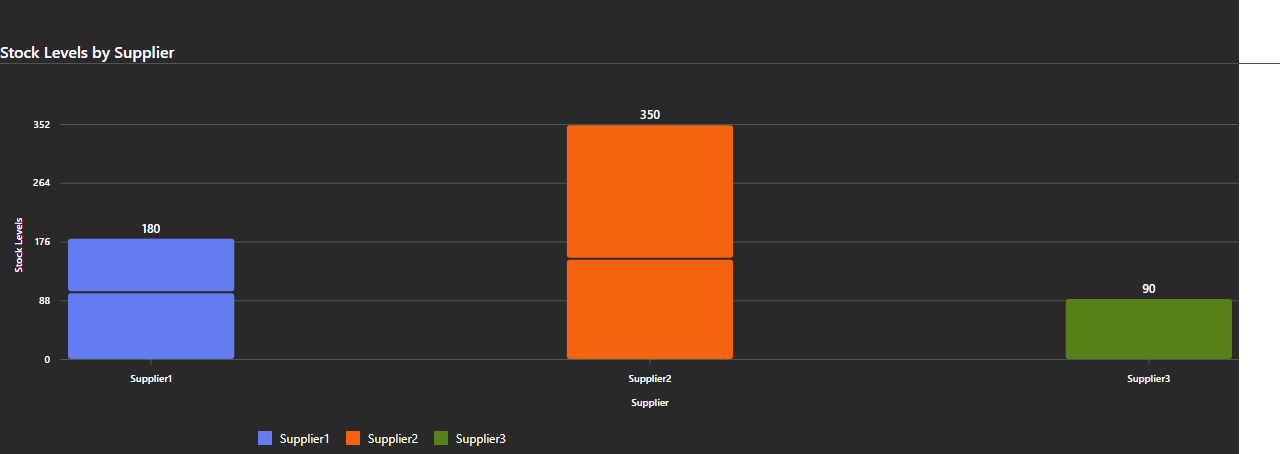 Stock Levels by Supplier
350
352
264
180
176
Stock Levels
90
88
0
Supplier1 Supplier2 Supplier3
Supplier
Supplier1 Supplier2 Supplier3